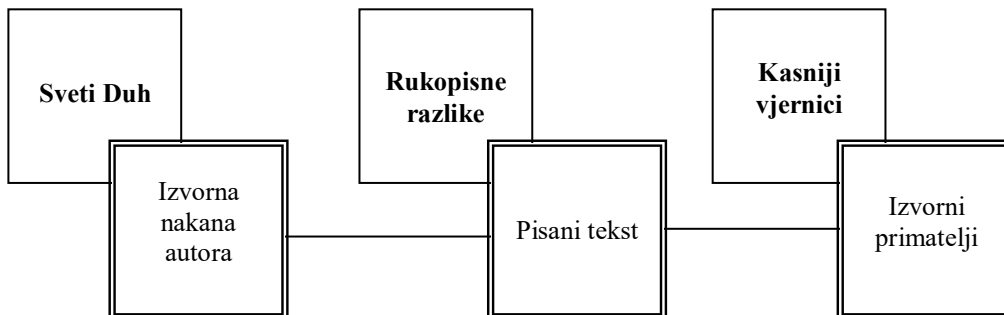 Sveti Duh
Rukopisne
razlike
Kasniji
vjernici
Izvorna
nakana
autora
Pisani tekst
Izvorni
primatelji